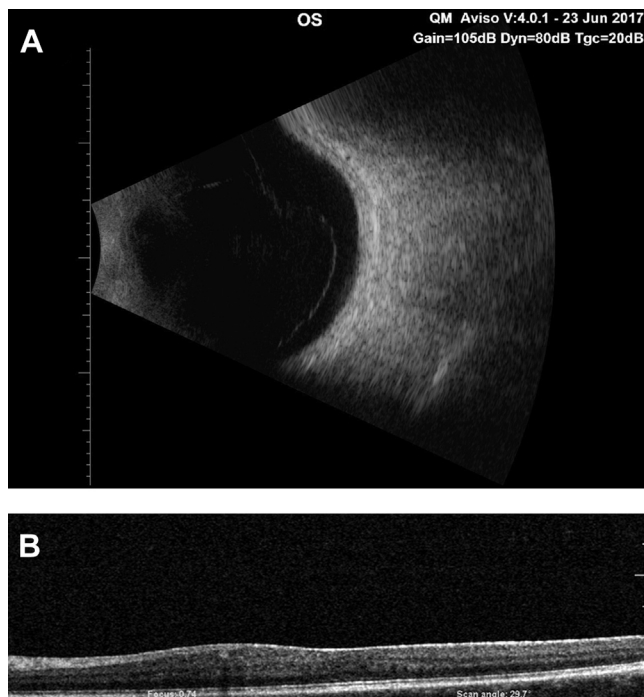 A
OS
QM Aviso V:4.0.1 - 23 Jun 2017
Gain=105dB Dyn=80dB Tgc=20dB
B
Focus: 0.74 Scan angle: 29.7°